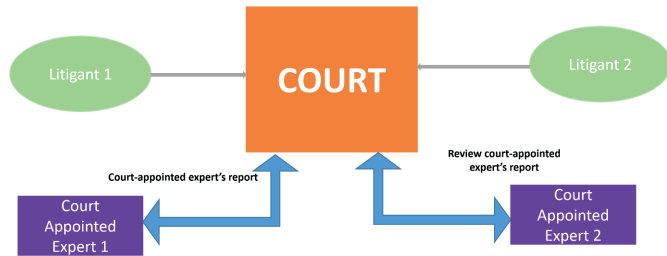 Litigant 1
COURT
Litigant 2
Court-appointed expert's report
Review court-appointed
expert's report
Court
Appointed
Expert 1
Court
Appointed
Expert 2